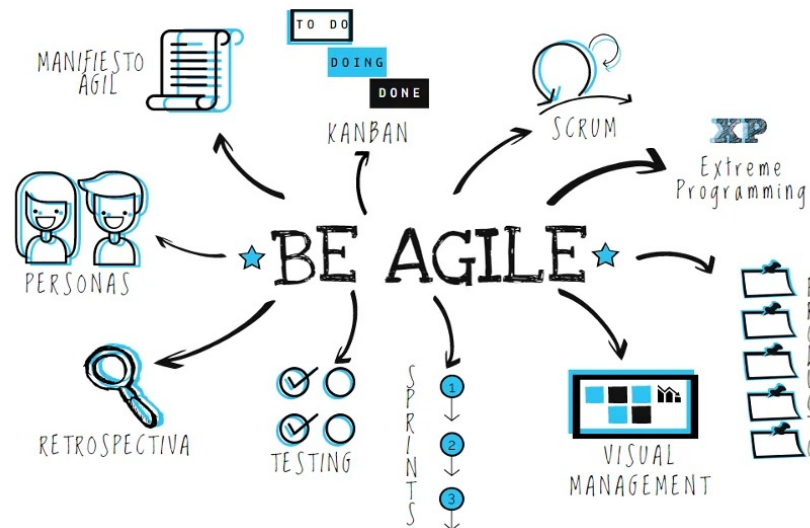 TO DO
DOING
DONE
KANBAN
MANIFIESTO
ÁGIL
SCRUM
XP
Extreme
Programming
PERSONAS
BE AGILE
RETROSPECTIVA
TESTING
SPRINTS
1
2
3
VISUAL
MANAGEMENT